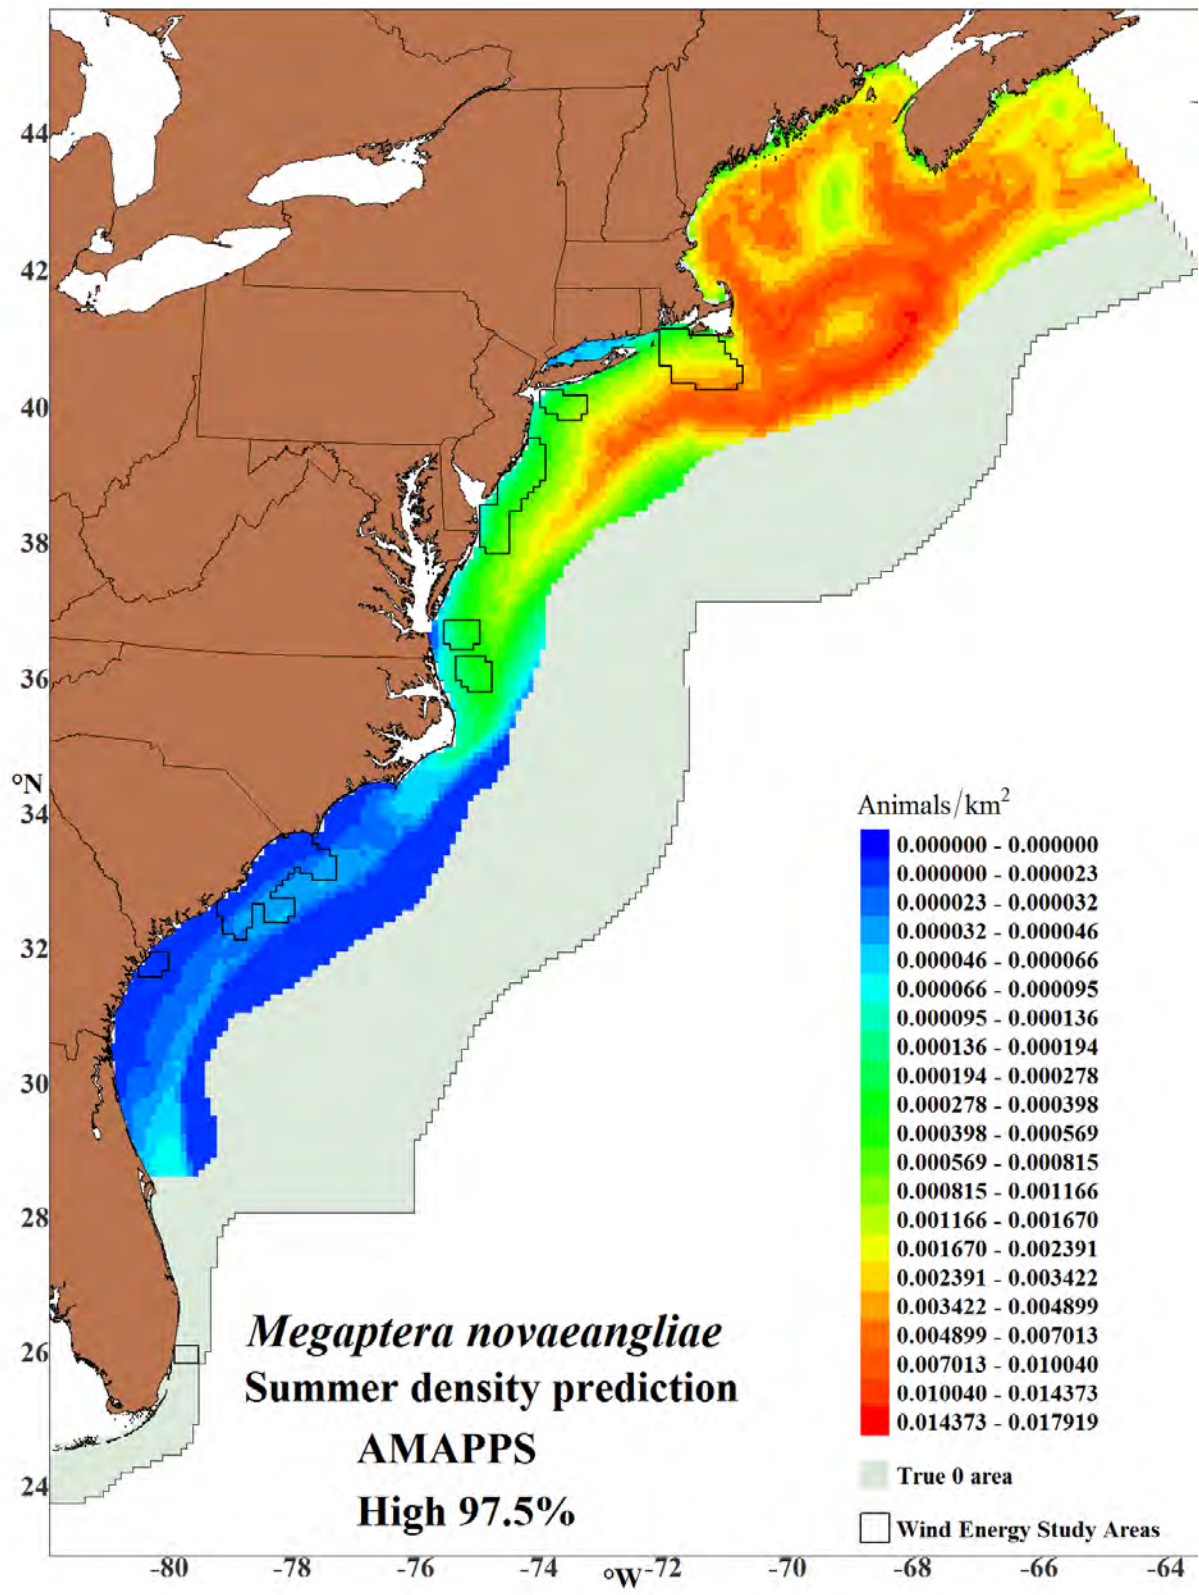 44
42
40
38
36
°N
34
32
30
28
26
24
Animals/km²
0.000000 - 0.000000
0.000000 - 0.000023
0.000023 - 0.000032
0.000032 - 0.000046
0.000046 - 0.000066
0.000066 - 0.000095
0.000095 - 0.000136
0.000136 - 0.000194
0.000194 - 0.000278
0.000278 - 0.000398
0.000398 - 0.000569
0.000569 - 0.000815
0.000815 - 0.001166
0.001166 - 0.001670
0.001670 - 0.002391
0.002391 - 0.003422
0.003422 - 0.004899
0.004899 - 0.007013
0.007013 - 0.010040
0.010040 - 0.014373
0.014373 - 0.017919
True 0 area
Wind Energy Study Areas
Megaptera novaeangliae
Summer density prediction
AMAPPS
High 97.5%
-80 -78 -76 -74 °W -72 -70 -68 -66 -64